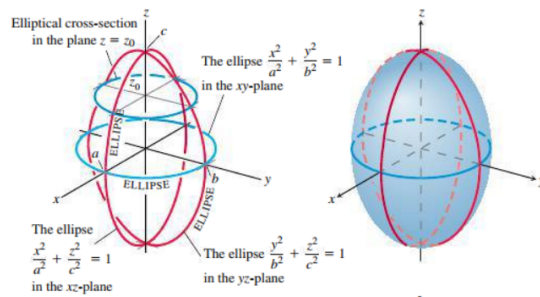 Elliptical cross-section
in the plane z = z₀
z
c
The ellipse x²/a² + y²/b² = 1
in the xy-plane
z₀
ELLIPSE
a
b
y
ELLIPSE
x
ELLIPSE
The ellipse
x²/a² + z²/c² = 1
in the xz-plane
The ellipse y²/b² + z²/c² = 1
in the yz-plane
z
x